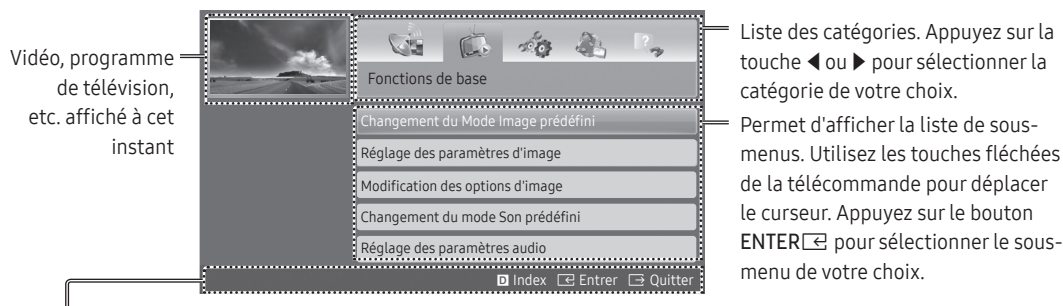 Vidéo, programme
de télévision,
etc. affiché à cet
instant
Fonctions de base
Changement du Mode Image prédéfini
Réglage des paramètres d'image
Modification des options d'image
Changement du mode Son prédéfini
Réglage des paramètres audio
D Index Entrer Quitter
Liste des catégories. Appuyez sur la
touche ◀ ou ▶ pour sélectionner la
catégorie de votre choix.
Permet d'afficher la liste de sous-
menus. Utilisez les touches fléchées
de la télécommande pour déplacer
le curseur. Appuyez sur le bouton
ENTER pour sélectionner le sous-
menu de votre choix.